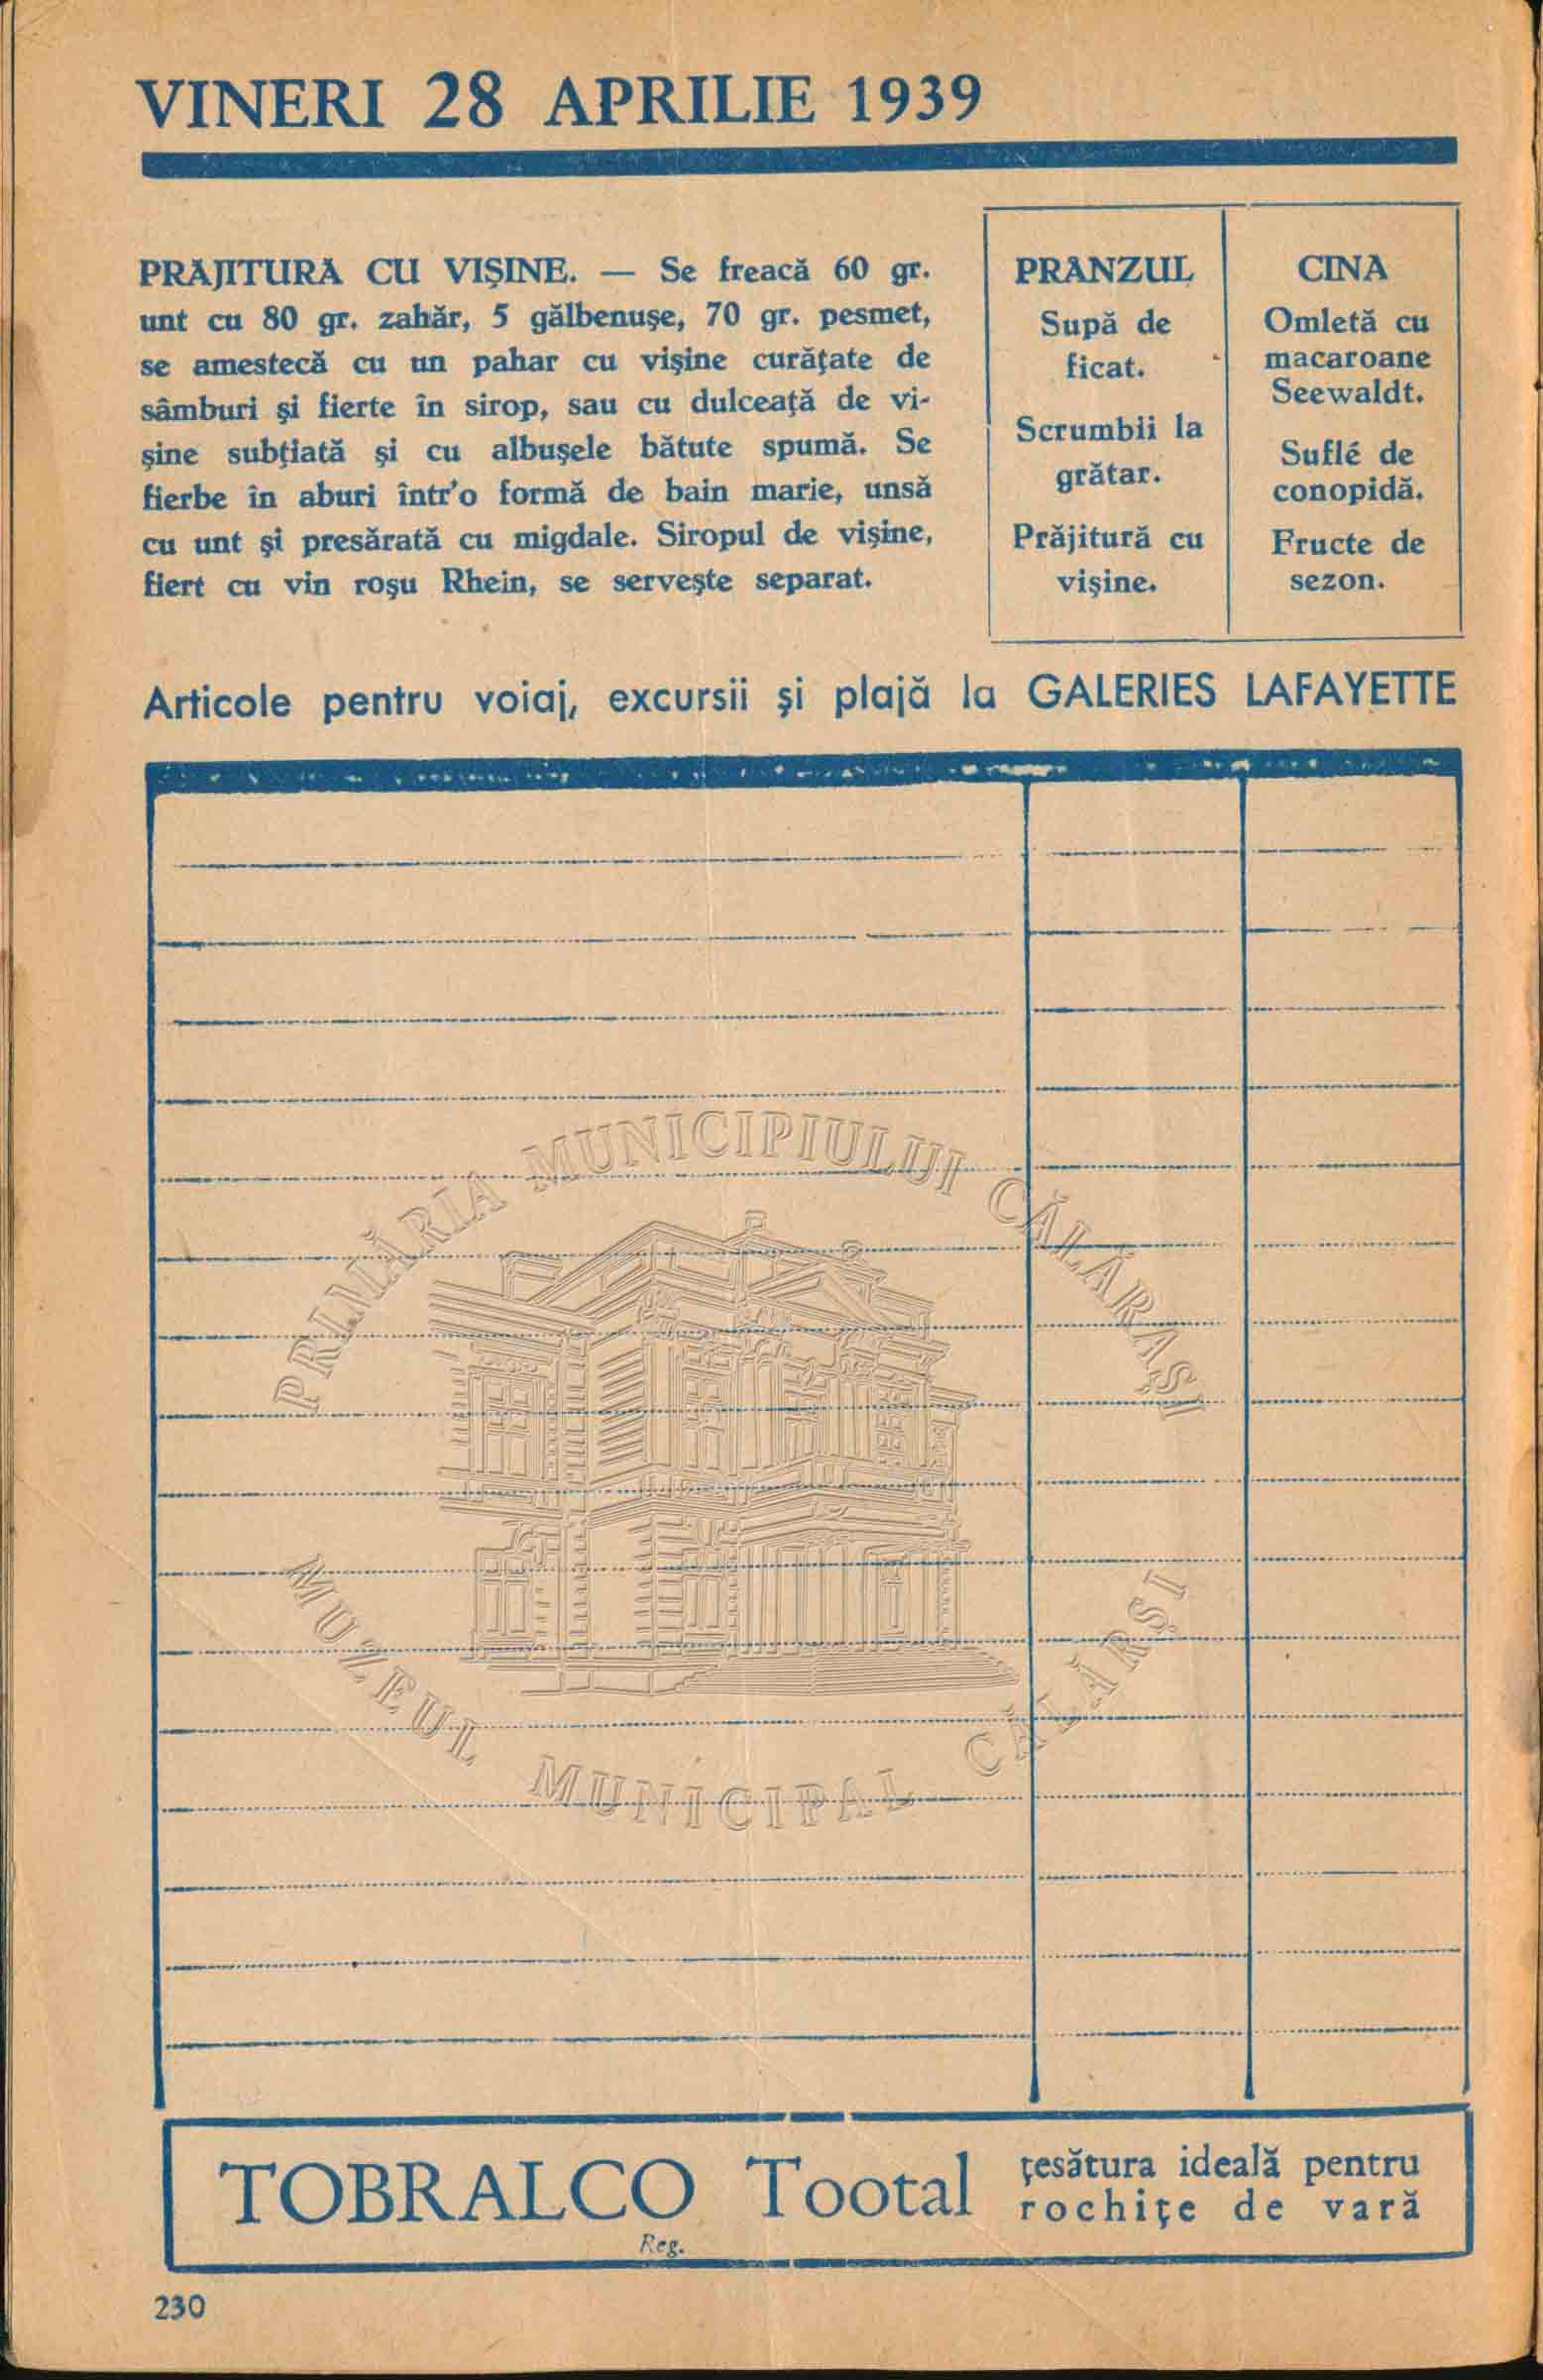 VINERI 28 APRILIE 1939
PRAJITURA CU VIŞINE. — Se freacă 60 gr.
unt cu 80 gr. zahăr, 5 gălbenuşe, 70 gr. pesmet,
se amestecă cu un pahar cu vişine curăţate de
sâmburi şi fierte în sirop, sau cu dulceaţă de vi-
şine subţiată şi cu albuşele bătute spumă. Se
fierbe în aburi într'o formă de bain marie, unsă
cu unt şi presărată cu migdale. Siropul de vişine,
fiert cu vin roşu Rhein, se serveşte separat.
PRANZUL
Supă de
ficat.
Scrumbii la
grătar.
Prăjitură cu
vişine.
CINA
Omletă cu
macaroane
Seewaldt.
Suflé de
conopidă.
Fructe de
sezon.
Articole pentru voiaj, excursii şi plajă la GALERIES LAFAYETTE
PRIMĂRIA MUNICIPIULUI CĂLĂRAŞI
MUZEUL MUNICIPAL CĂLĂRŞI
TOBRALCO Tootal
Reg.
ţesătura ideală pentru
rochiţe de vară
230